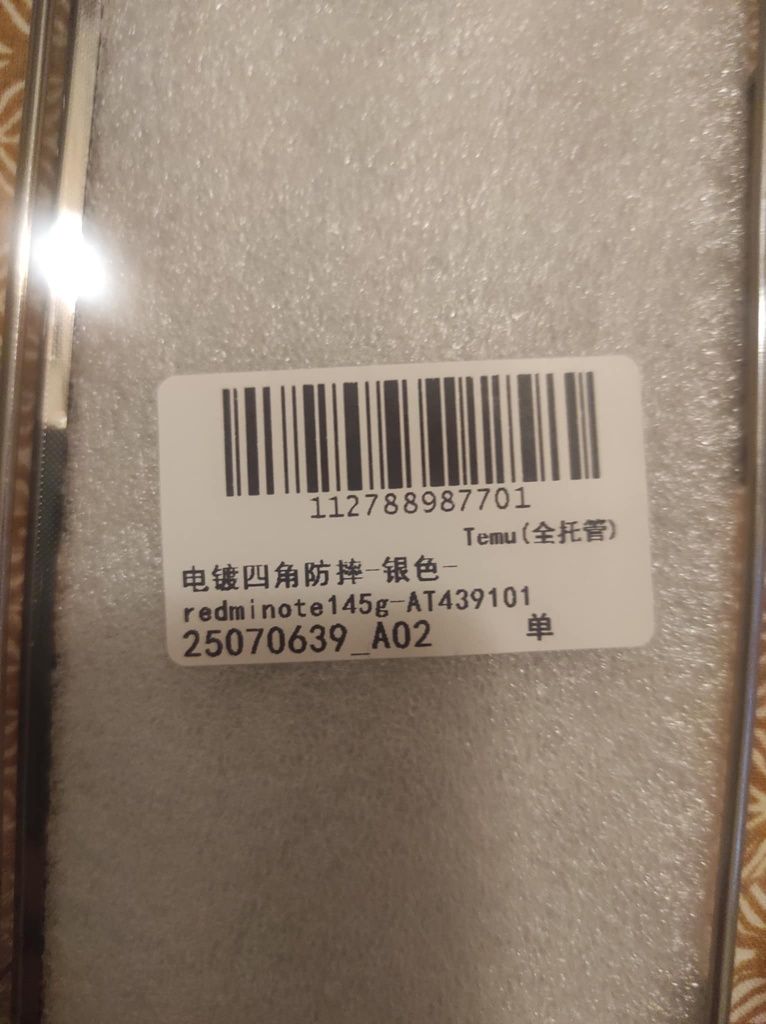 112788987701
Temu(全托管)
电镀四角防摔-银色-
redminote145g-AT439101
25070639_A02 单